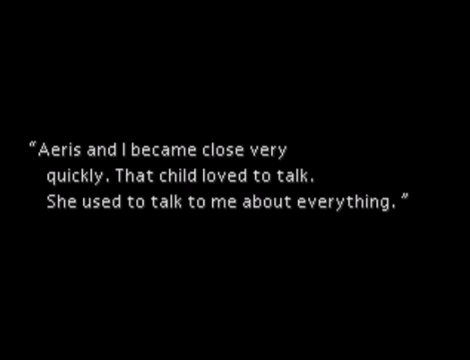 “Aeris and I became close very
quickly. That child loved to talk.
She used to talk to me about everything.”